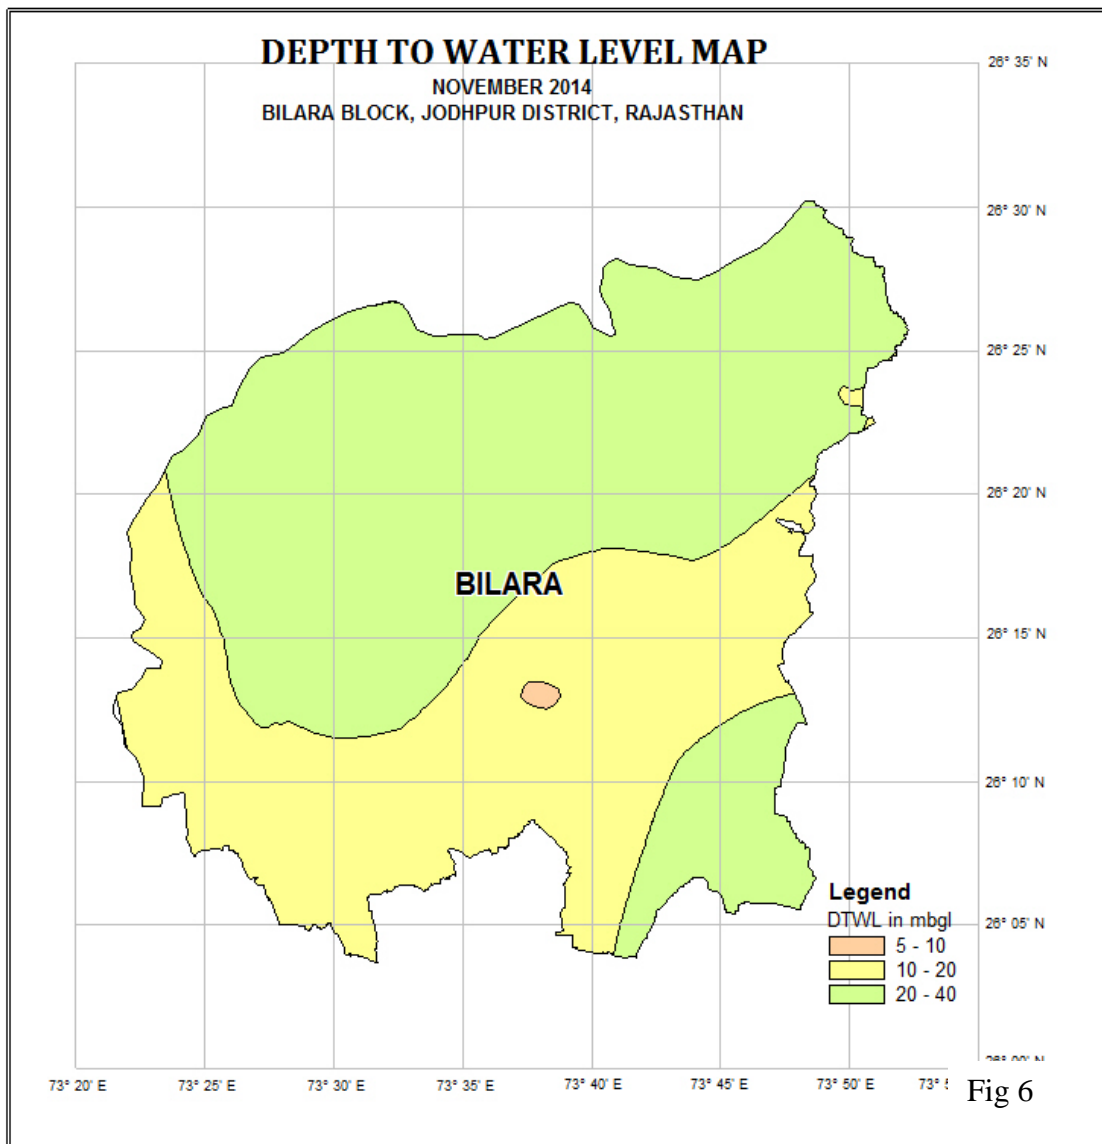 DEPTH TO WATER LEVEL MAP
NOVEMBER 2014
BILARA BLOCK, JODHPUR DISTRICT, RAJASTHAN
26° 35' N
26° 30' N
26° 25' N
26° 20' N
BILARA
26° 15' N
26° 10' N
26° 05' N
Legend
DTWL in mbgl
5 - 10
10 - 20
20 - 40
73° 20' E
73° 25' E
73° 30' E
73° 35' E
73° 40' E
73° 45' E
73° 50' E
Fig 6